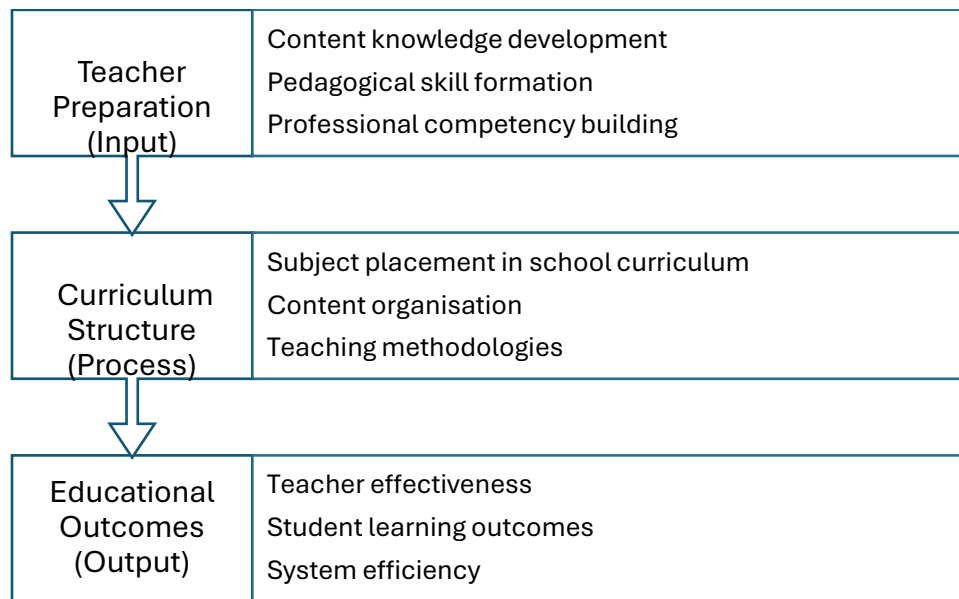 Teacher
Preparation
(Input)
Content knowledge development
Pedagogical skill formation
Professional competency building
Curriculum
Structure
(Process)
Subject placement in school curriculum
Content organisation
Teaching methodologies
Educational
Outcomes
(Output)
Teacher effectiveness
Student learning outcomes
System efficiency